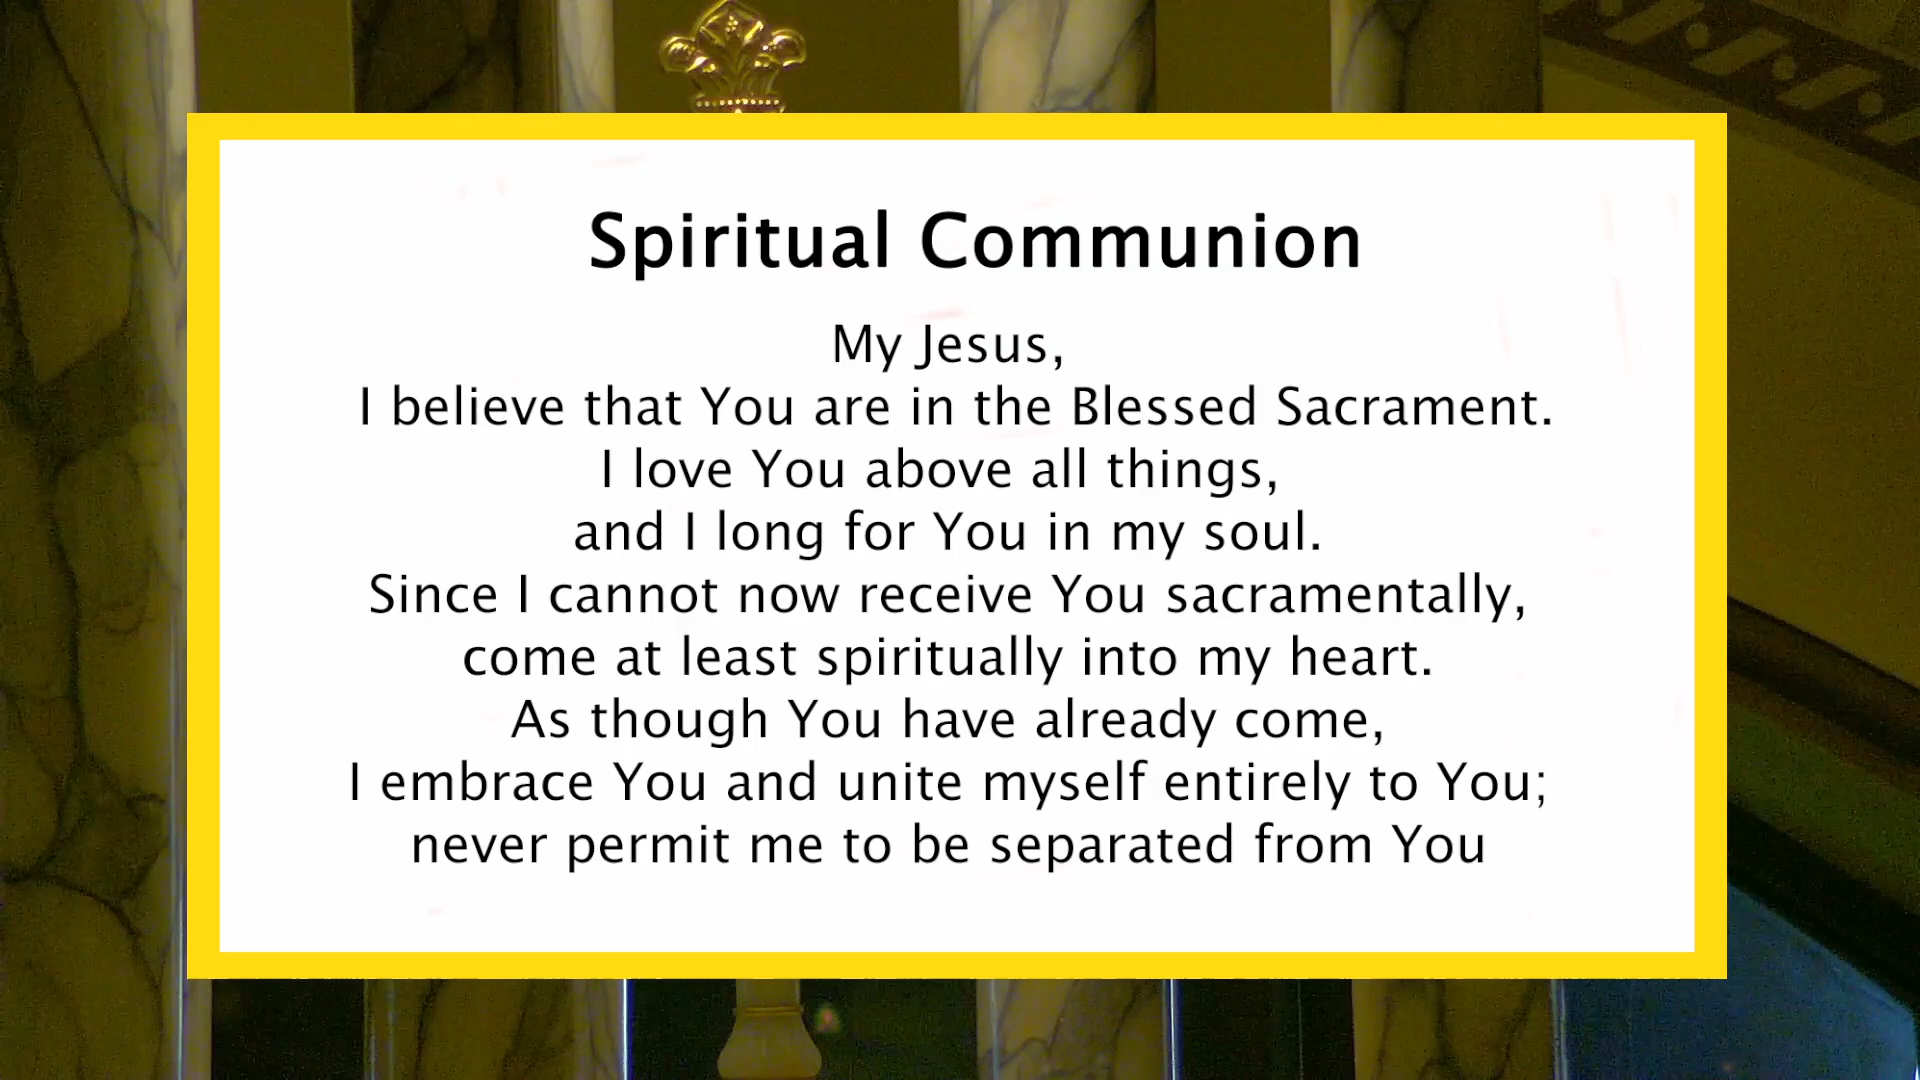 Spiritual Communion
My Jesus,
I believe that You are in the Blessed Sacrament.
I love You above all things,
and I long for You in my soul.
Since I cannot now receive You sacramentally,
come at least spiritually into my heart.
As though You have already come,
I embrace You and unite myself entirely to You;
never permit me to be separated from You